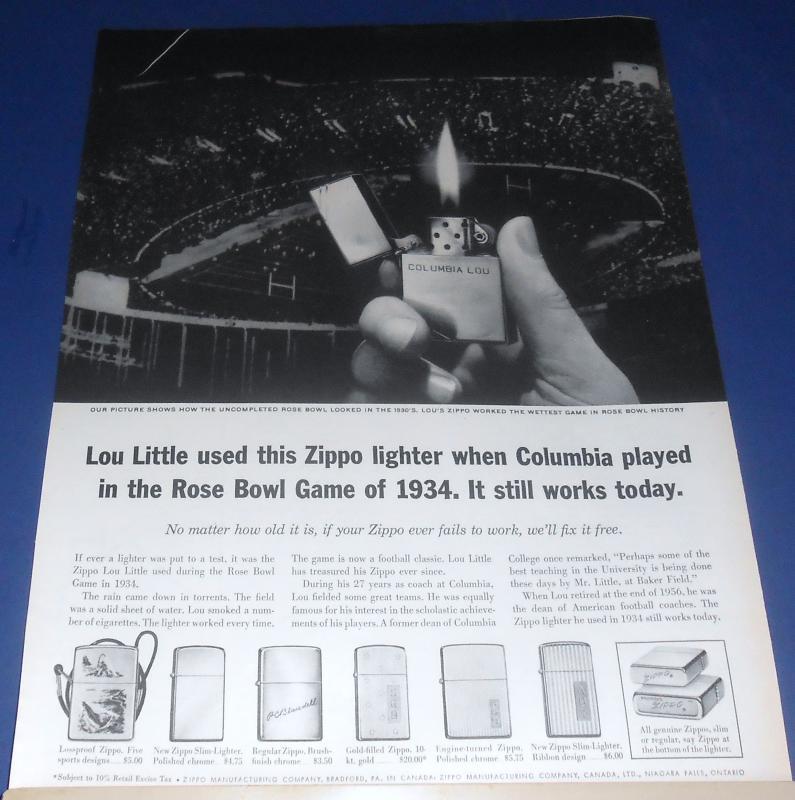 COLUMBIA LOU
OUR PICTURE SHOWS HOW THE UNCOMPLETED ROSE BOWL LOOKED IN THE 1930'S. LOU'S ZIPPO WORKED THE WETTEST GAME IN ROSE BOWL HISTORY
Lou Little used this Zippo lighter when Columbia played
in the Rose Bowl Game of 1934. It still works today.
No matter how old it is, if your Zippo ever fails to work, we'll fix it free.
If ever a lighter was put to a test, it was the
Zippo Lou Little used during the Rose Bowl
Game in 1934.
The rain came down in torrents. The field
was a solid sheet of water. Lou smoked a num-
ber of cigarettes. The lighter worked every time.
The game is now a football classic. Lou Little
has treasured his Zippo ever since.
During his 27 years as coach at Columbia,
Lou fielded some great teams. He was equally
famous for his interest in the scholastic achieve-
ments of his players. A former dean of Columbia
College once remarked, "Perhaps some of the
best teaching in the University is being done
these days by Mr. Little, at Baker Field."
When Lou retired at the end of 1956, he was
the dean of American football coaches. The
Zippo lighter he used in 1934 still works today.
Lossproof Zippo. Five
sports designs $5.00
New Zippo Slim-Lighter.
Polished chrome $4.75
Regular Zippo. Brush-
finish chrome $3.50
Gold-filled Zippo, 10-
kt. gold $20.00*
Engine-turned Zippo.
Polished chrome $5.75
New Zippo Slim-Lighter.
Ribbon design $6.00
ZIPPO
ZIPPO
All genuine Zippos, slim
or regular, say Zippo at
the bottom of the lighter.
*Subject to 10% Retail Excise Tax • ZIPPO MANUFACTURING COMPANY, BRADFORD, PA. IN CANADA: ZIPPO MANUFACTURING COMPANY, CANADA, LTD., NIAGARA FALLS, ONTARIO